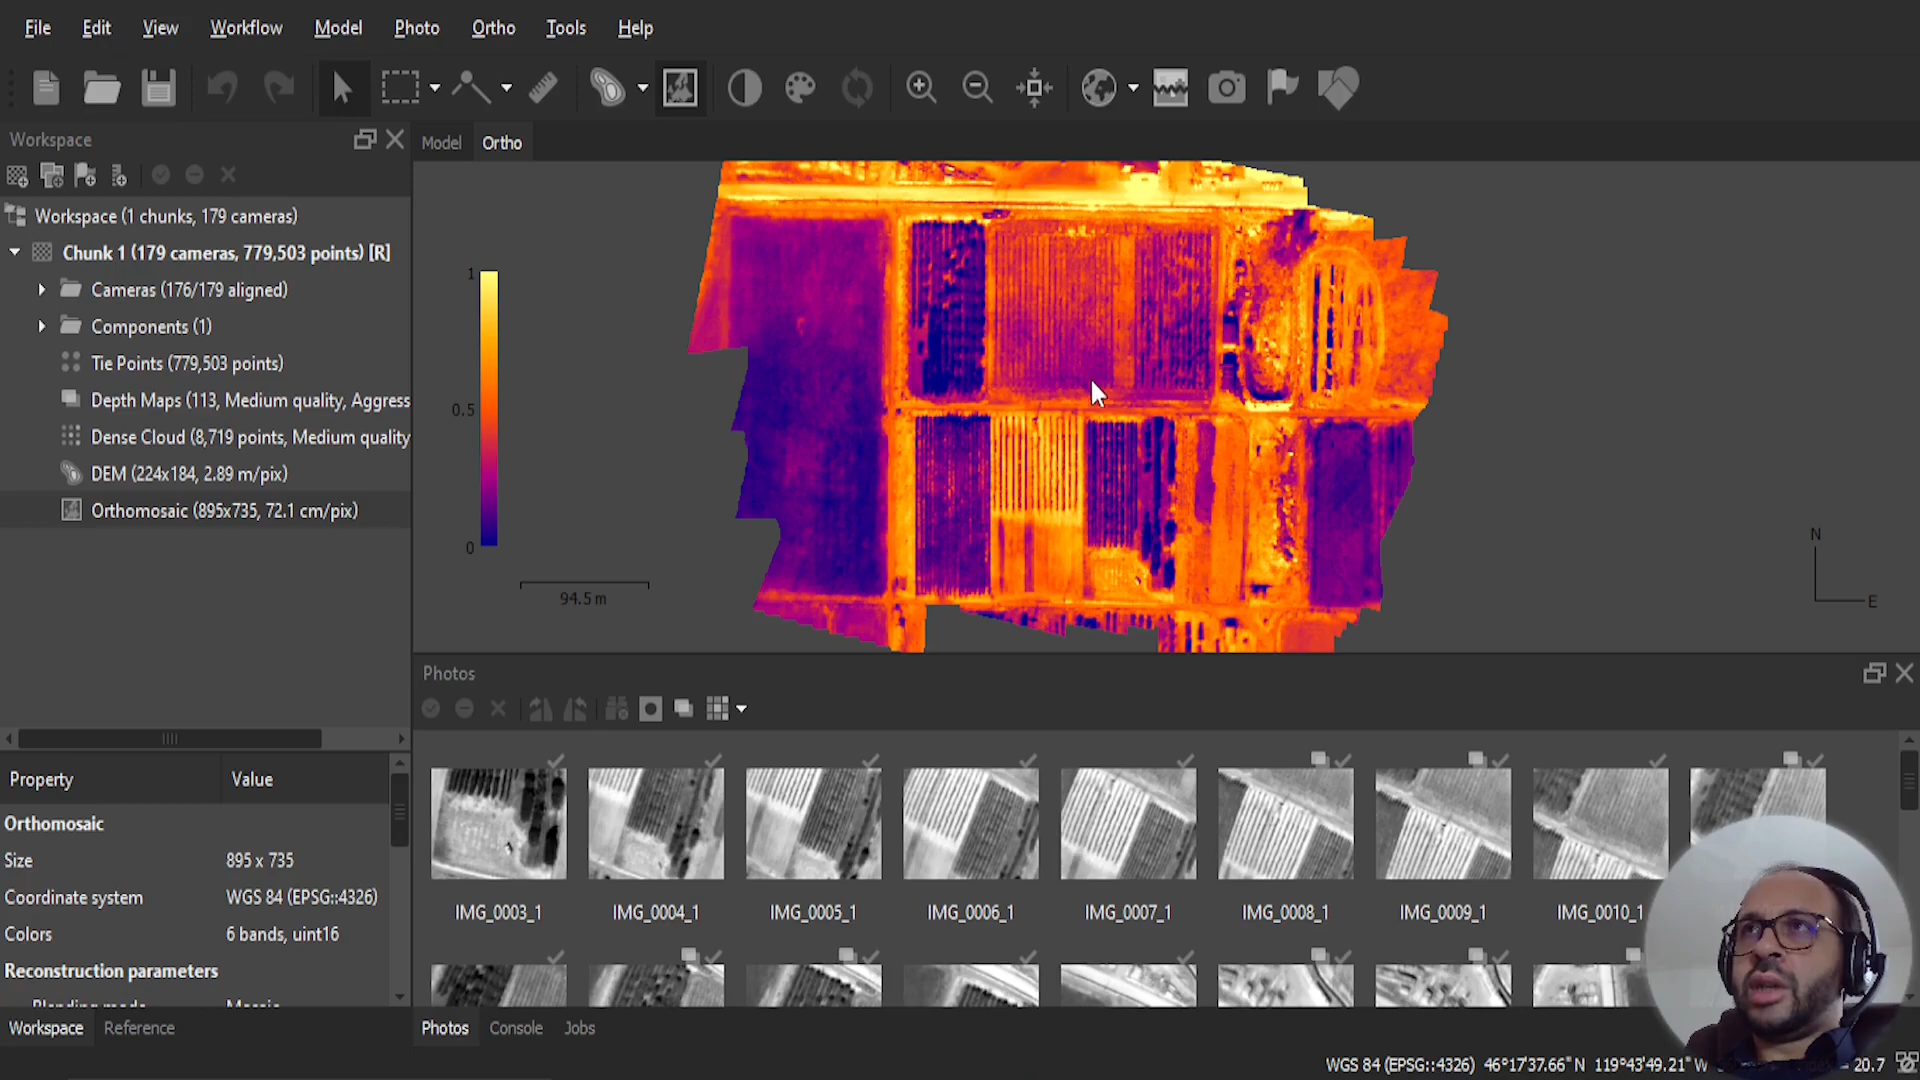 File Edit View Workflow Model Photo Ortho Tools Help
Workspace
Model Ortho
Workspace (1 chunks, 179 cameras)
Chunk 1 (179 cameras, 779,503 points) [R]
Cameras (176/179 aligned)
Components (1)
Tie Points (779,503 points)
Depth Maps (113, Medium quality, Aggress
Dense Cloud (8,719 points, Medium quality
DEM (224x184, 2.89 m/pix)
Orthomosaic (895x735, 72.1 cm/pix)
1
0.5
0
94.5 m
N
E
Photos
Property Value
Orthomosaic
Size 895 x 735
Coordinate system WGS 84 (EPSG::4326)
Colors 6 bands, uint16
Reconstruction parameters
Blending mode Mosaic
IMG_0003_1 IMG_0004_1 IMG_0005_1 IMG_0006_1 IMG_0007_1 IMG_0008_1 IMG_0009_1 IMG_0010_1
Workspace Reference
Photos Console Jobs
WGS 84 (EPSG::4326) 46°17'37.66" N 119°43'49.21" W = 20.7